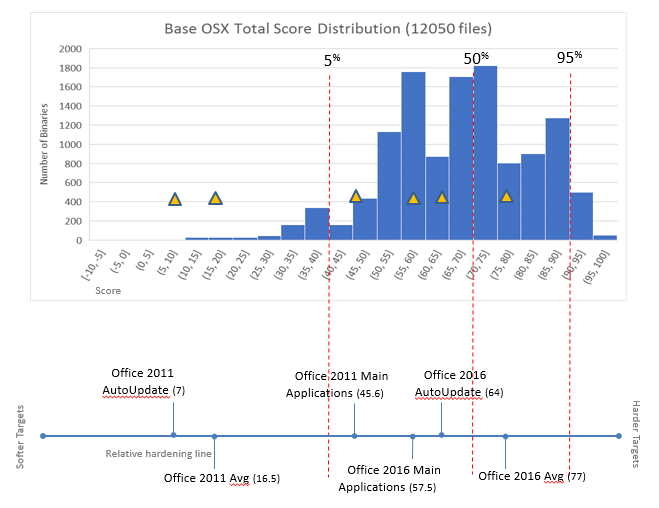 Base OSX Total Score Distribution (12050 files)
5%
50%
95%
Number of Binaries
2000
1800
1600
1400
1200
1000
800
600
400
200
0
[-10, -5]
(-5, 0]
(0, 5]
(5, 10]
(10, 15]
(15, 20]
(20, 25]
(25, 30]
(30, 35]
(35, 40]
(40, 45]
(45, 50]
(50, 55]
(55, 60]
(60, 65]
(65, 70]
(70, 75]
(75, 80]
(80, 85]
(85, 90]
(90, 95]
(95, 100]
Score
Office 2011
AutoUpdate (7)
Office 2011 Main
Applications (45.6)
Office 2016
AutoUpdate (64)
Softer Targets
Harder Targets
Relative hardening line
Office 2011 Avg (16.5)
Office 2016 Main
Applications (57.5)
Office 2016 Avg (77)